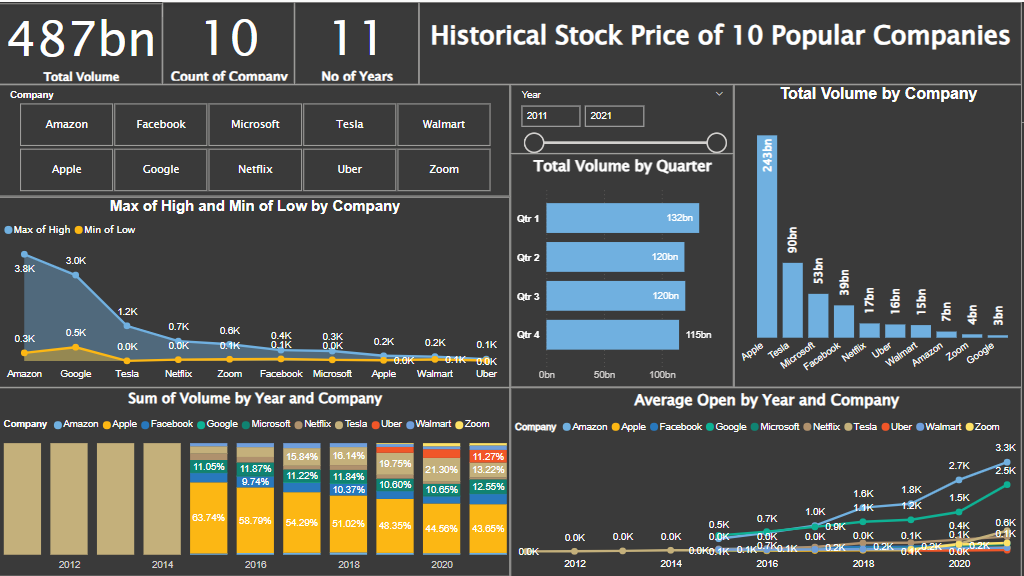 487bn
Total Volume
10
Count of Company
11
No of Years
Historical Stock Price of 10 Popular Companies
Company
Amazon Facebook Microsoft Tesla Walmart
Apple Google Netflix Uber Zoom
Year
2011 2021
Total Volume by Company
243bn
90bn
53bn
39bn
17bn
16bn
15bn
7bn
4bn
3bn
Apple Tesla Microsoft Facebook Netflix Uber Walmart Amazon Zoom Google
Total Volume by Quarter
Qtr 1 132bn
Qtr 2 120bn
Qtr 3 120bn
Qtr 4 115bn
0bn 50bn 100bn
Max of High and Min of Low by Company
Max of High Min of Low
3.8K 3.0K 1.2K 0.7K 0.6K 0.4K 0.3K 0.2K 0.2K 0.1K
0.3K 0.5K 0.0K 0.0K 0.1K 0.0K 0.1K 0.0K
Amazon Google Tesla Netflix Zoom Facebook Microsoft Apple Walmart Uber
Sum of Volume by Year and Company
Company Amazon Apple Facebook Google Microsoft Netflix Tesla Uber Walmart Zoom
15.84% 16.14% 19.75% 21.30% 11.27%
13.22%
11.05% 11.87% 11.22% 11.84% 10.60% 10.65% 12.55%
9.74% 10.37%
63.74% 58.79% 54.29% 51.02% 48.35% 44.56% 43.65%
2012 2014 2016 2018 2020
Average Open by Year and Company
Company Amazon Apple Facebook Google Microsoft Netflix Tesla Uber Walmart Zoom
3.3K
2.7K 2.5K
1.6K 1.8K 1.5K
1.0K 1.1K 1.2K
0.5K 0.7K 0.9K 0.4K 0.6K
0.0K 0.0K 0.0K 0.0K 0.0K 0.0K 0.0K 0.1K 0.1K 0.1K
0.0K 0.0K 0.1K 0.1K 0.7K 0.1K 0.2K 0.2K 0.2K 0.2K
2012 2014 2016 2018 2020